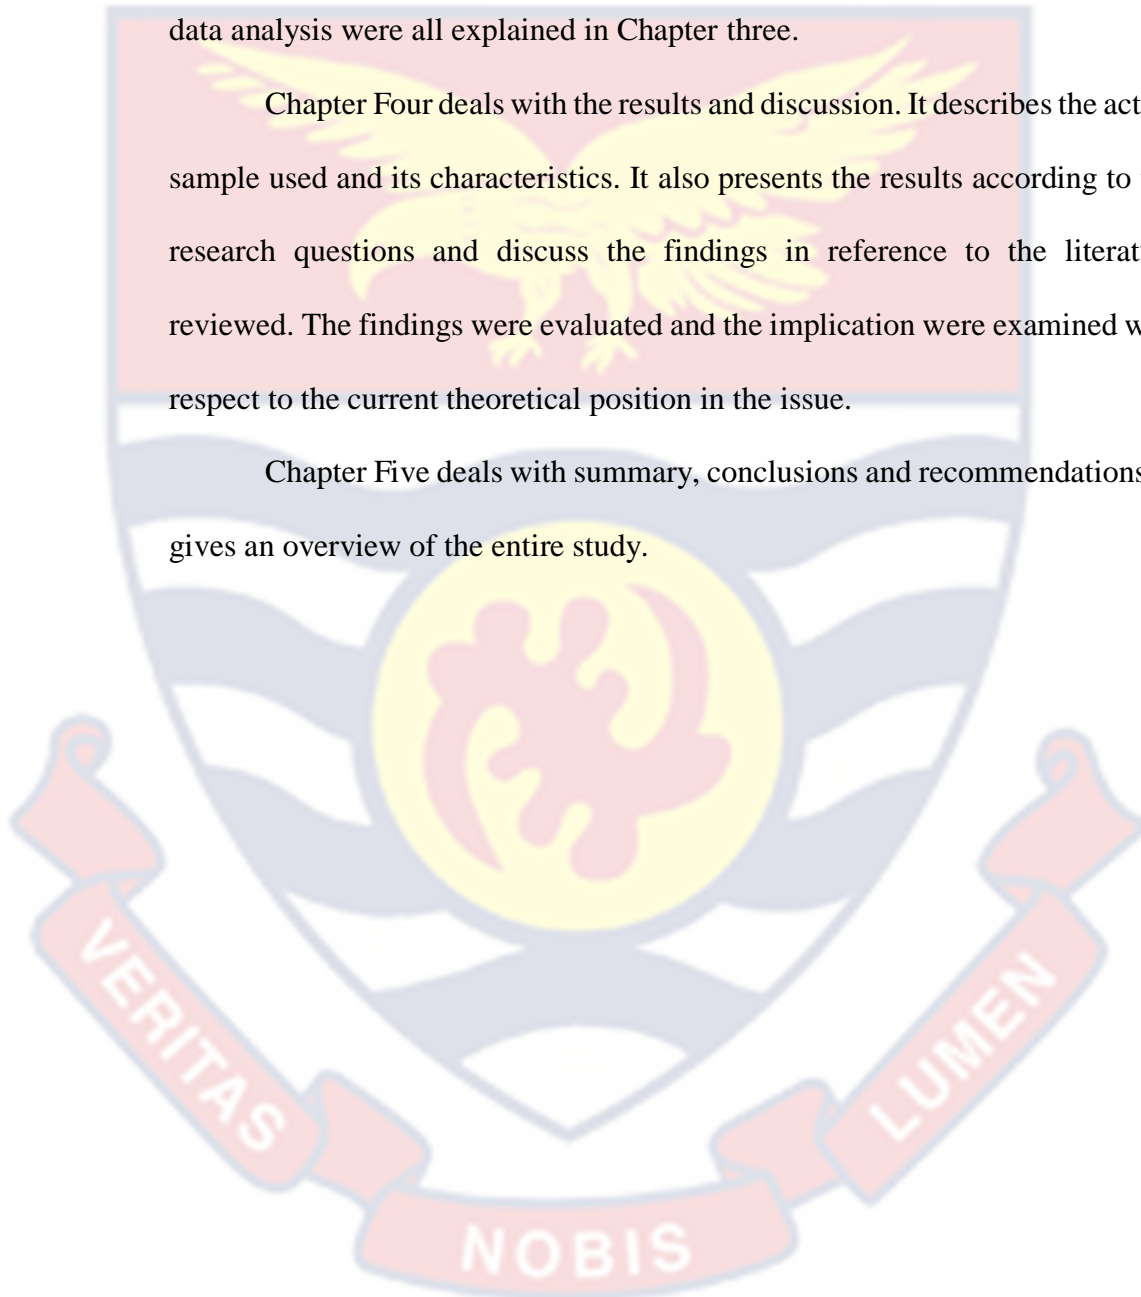 data analysis were all explained in Chapter three.
Chapter Four deals with the results and discussion. It describes the act
sample used and its characteristics. It also presents the results according to
research questions and discuss the findings in reference to the literat
reviewed. The findings were evaluated and the implication were examined w
respect to the current theoretical position in the issue.
Chapter Five deals with summary, conclusions and recommendations
gives an overview of the entire study.
VERITAS
NOBIS
LUMEN